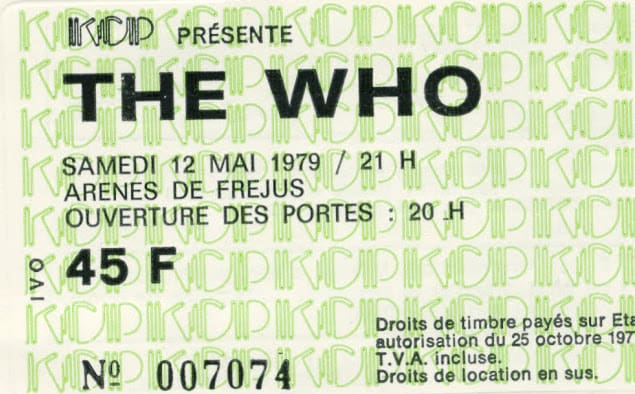 KCP PRÉSENTE
THE WHO
SAMEDI 12 MAI 1979 / 21 H
ARENES DE FREJUS
OUVERTURE DES PORTES : 20 H
IVO
45 F
Droits de timbre payés sur Eta
autorisation du 25 octobre 197
T.V.A. incluse.
Droits de location en sus.
Nº 007074